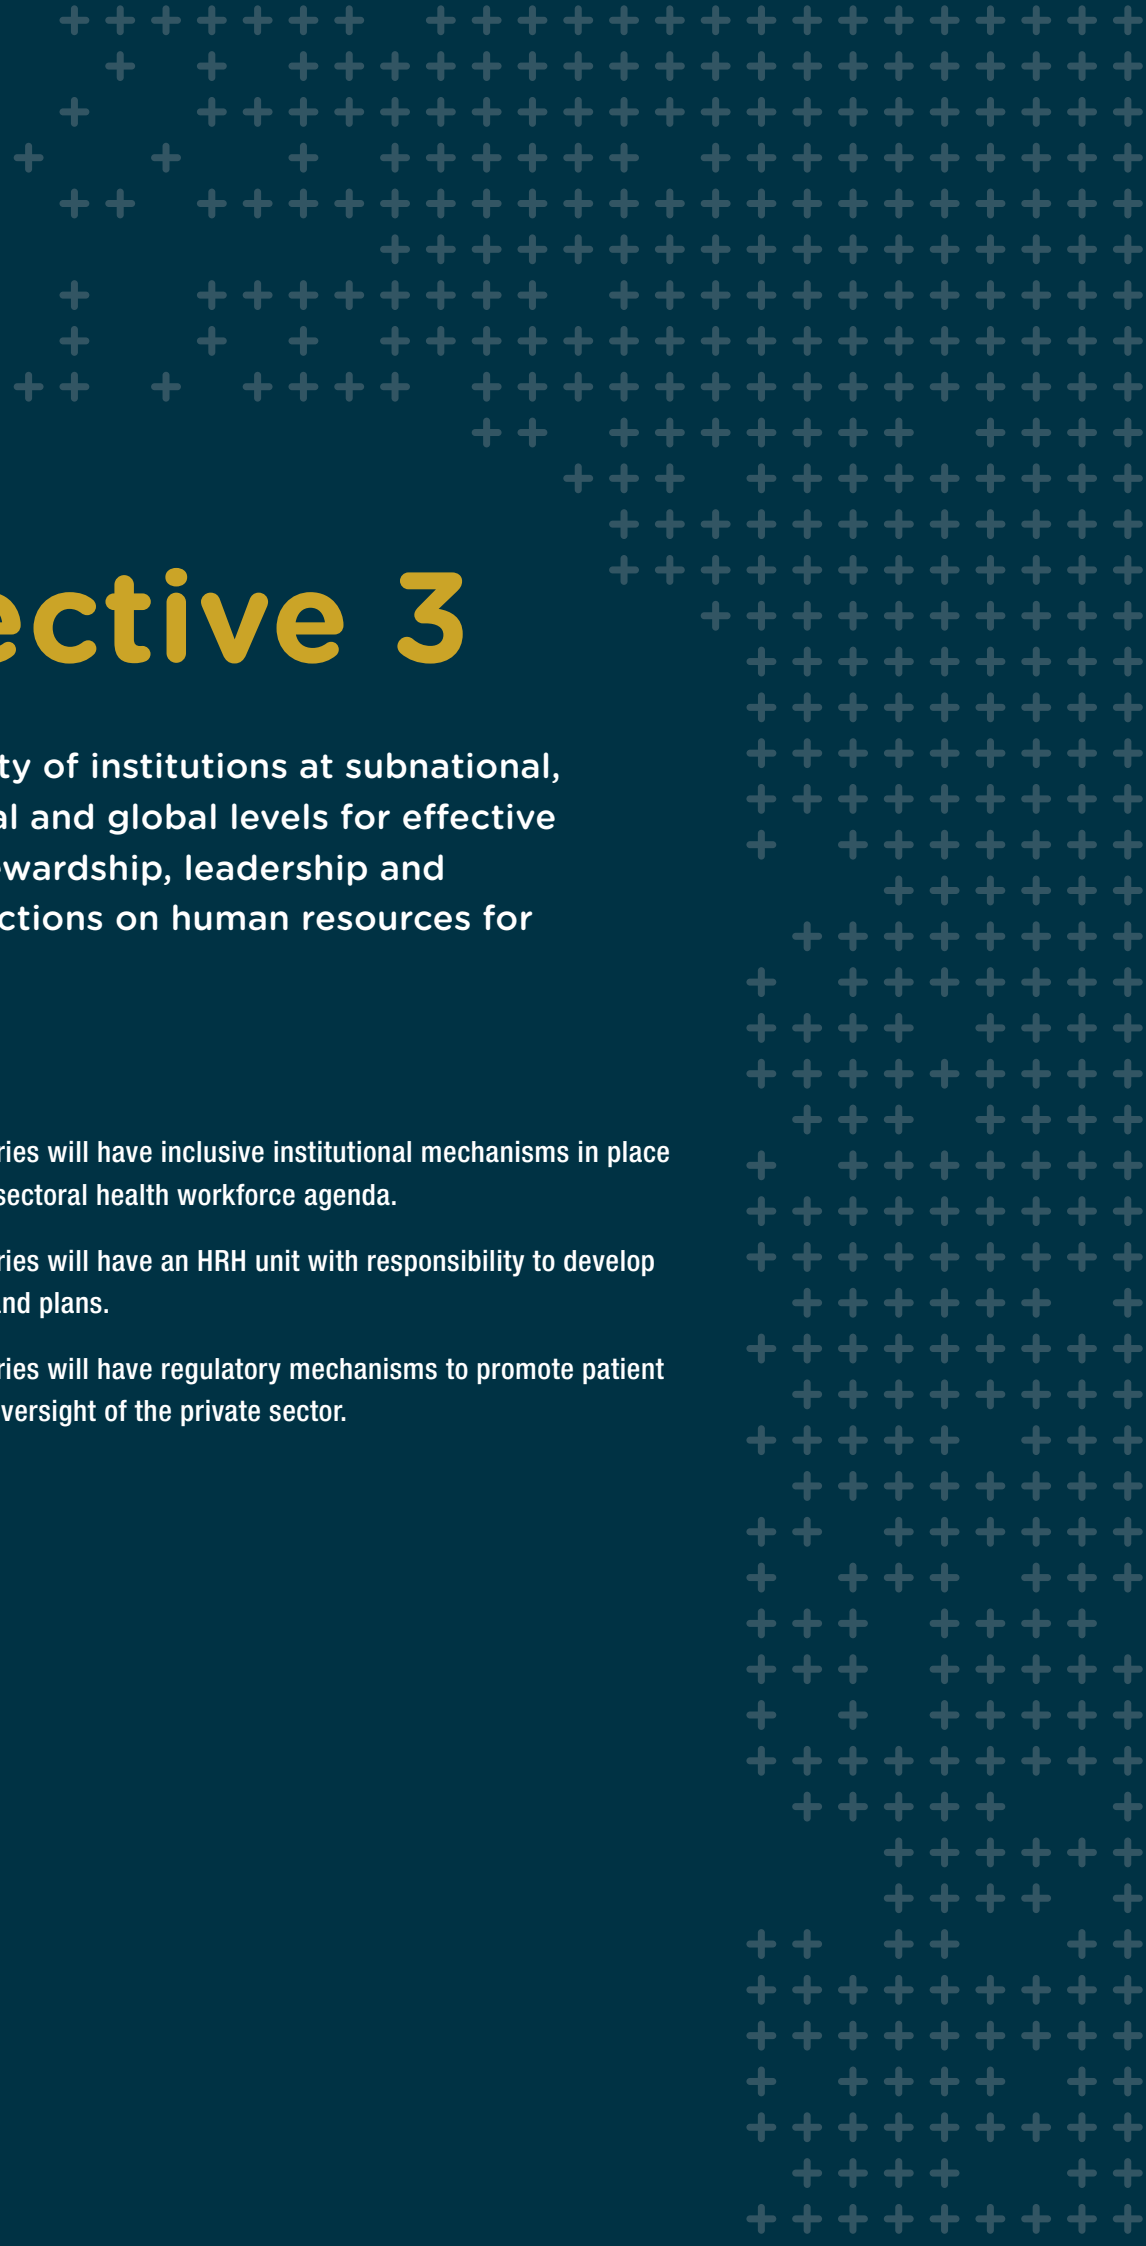 ective 3
ty of institutions at subnational,
al and global levels for effective
wardship, leadership and
ctions on human resources for
ries will have inclusive institutional mechanisms in place
sectoral health workforce agenda.
ries will have an HRH unit with responsibility to develop
and plans.
ries will have regulatory mechanisms to promote patient
versight of the private sector.